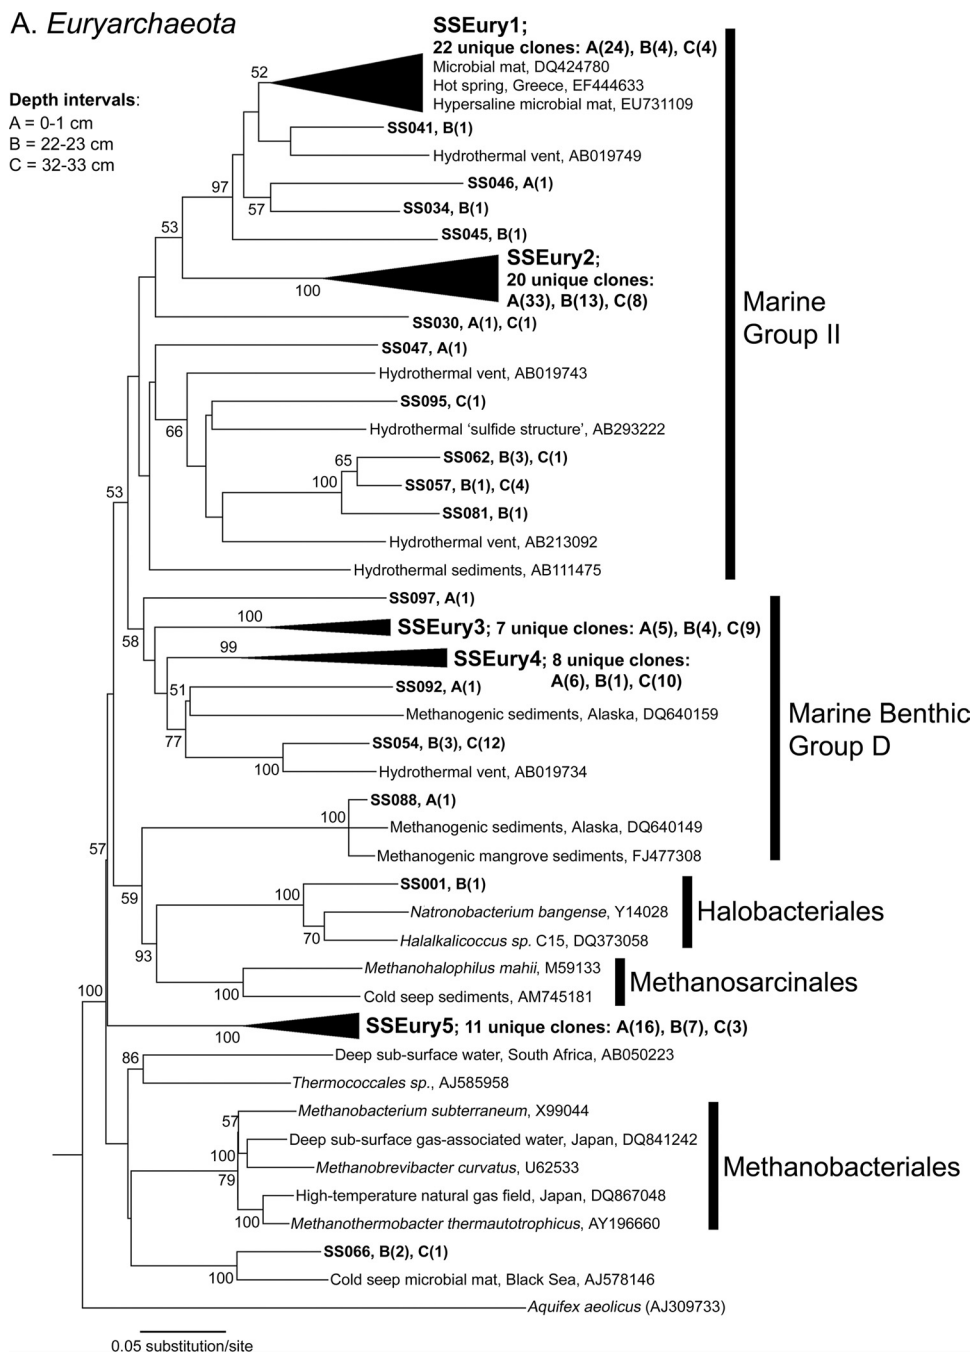 A. Euryarchaeota
Depth intervals:
A = 0-1 cm
B = 22-23 cm
C = 32-33 cm
SSEury1;
22 unique clones: A(24), B(4), C(4)
Microbial mat, DQ424780
Hot spring, Greece, EF444633
Hypersaline microbial mat, EU731109
52
SS041, B(1)
Hydrothermal vent, AB019749
97
SS046, A(1)
57
SS034, B(1)
53
SS045, B(1)
SSEury2;
20 unique clones:
A(33), B(13), C(8)
100
SS030, A(1), C(1)
Marine
Group II
SS047, A(1)
Hydrothermal vent, AB019743
SS095, C(1)
66
Hydrothermal ‘sulfide structure’, AB293222
65
SS062, B(3), C(1)
100
SS057, B(1), C(4)
53
SS081, B(1)
Hydrothermal vent, AB213092
Hydrothermal sediments, AB111475
SS097, A(1)
100
SSEury3; 7 unique clones: A(5), B(4), C(9)
58
99
SSEury4; 8 unique clones:
A(6), B(1), C(10)
51
SS092, A(1)
Methanogenic sediments, Alaska, DQ640159
77
SS054, B(3), C(12)
100
Hydrothermal vent, AB019734
Marine Benthic
Group D
SS088, A(1)
100
Methanogenic sediments, Alaska, DQ640149
57
Methanogenic mangrove sediments, FJ477308
59
100
SS001, B(1)
Natronobacterium bangense, Y14028
70
Halalkalicoccus sp. C15, DQ373058
Halobacteriales
93
Methanohalophilus mahii, M59133
100
Cold seep sediments, AM745181
Methanosarcinales
100
SSEury5; 11 unique clones: A(16), B(7), C(3)
100
86
Deep sub-surface water, South Africa, AB050223
Thermococcales sp., AJ585958
57
Methanobacterium subterraneum, X99044
Deep sub-surface gas-associated water, Japan, DQ841242
100
Methanobrevibacter curvatus, U62533
79
High-temperature natural gas field, Japan, DQ867048
100
Methanothermobacter thermautotrophicus, AY196660
Methanobacteriales
SS066, B(2), C(1)
100
Cold seep microbial mat, Black Sea, AJ578146
Aquifex aeolicus (AJ309733)
0.05 substitution/site